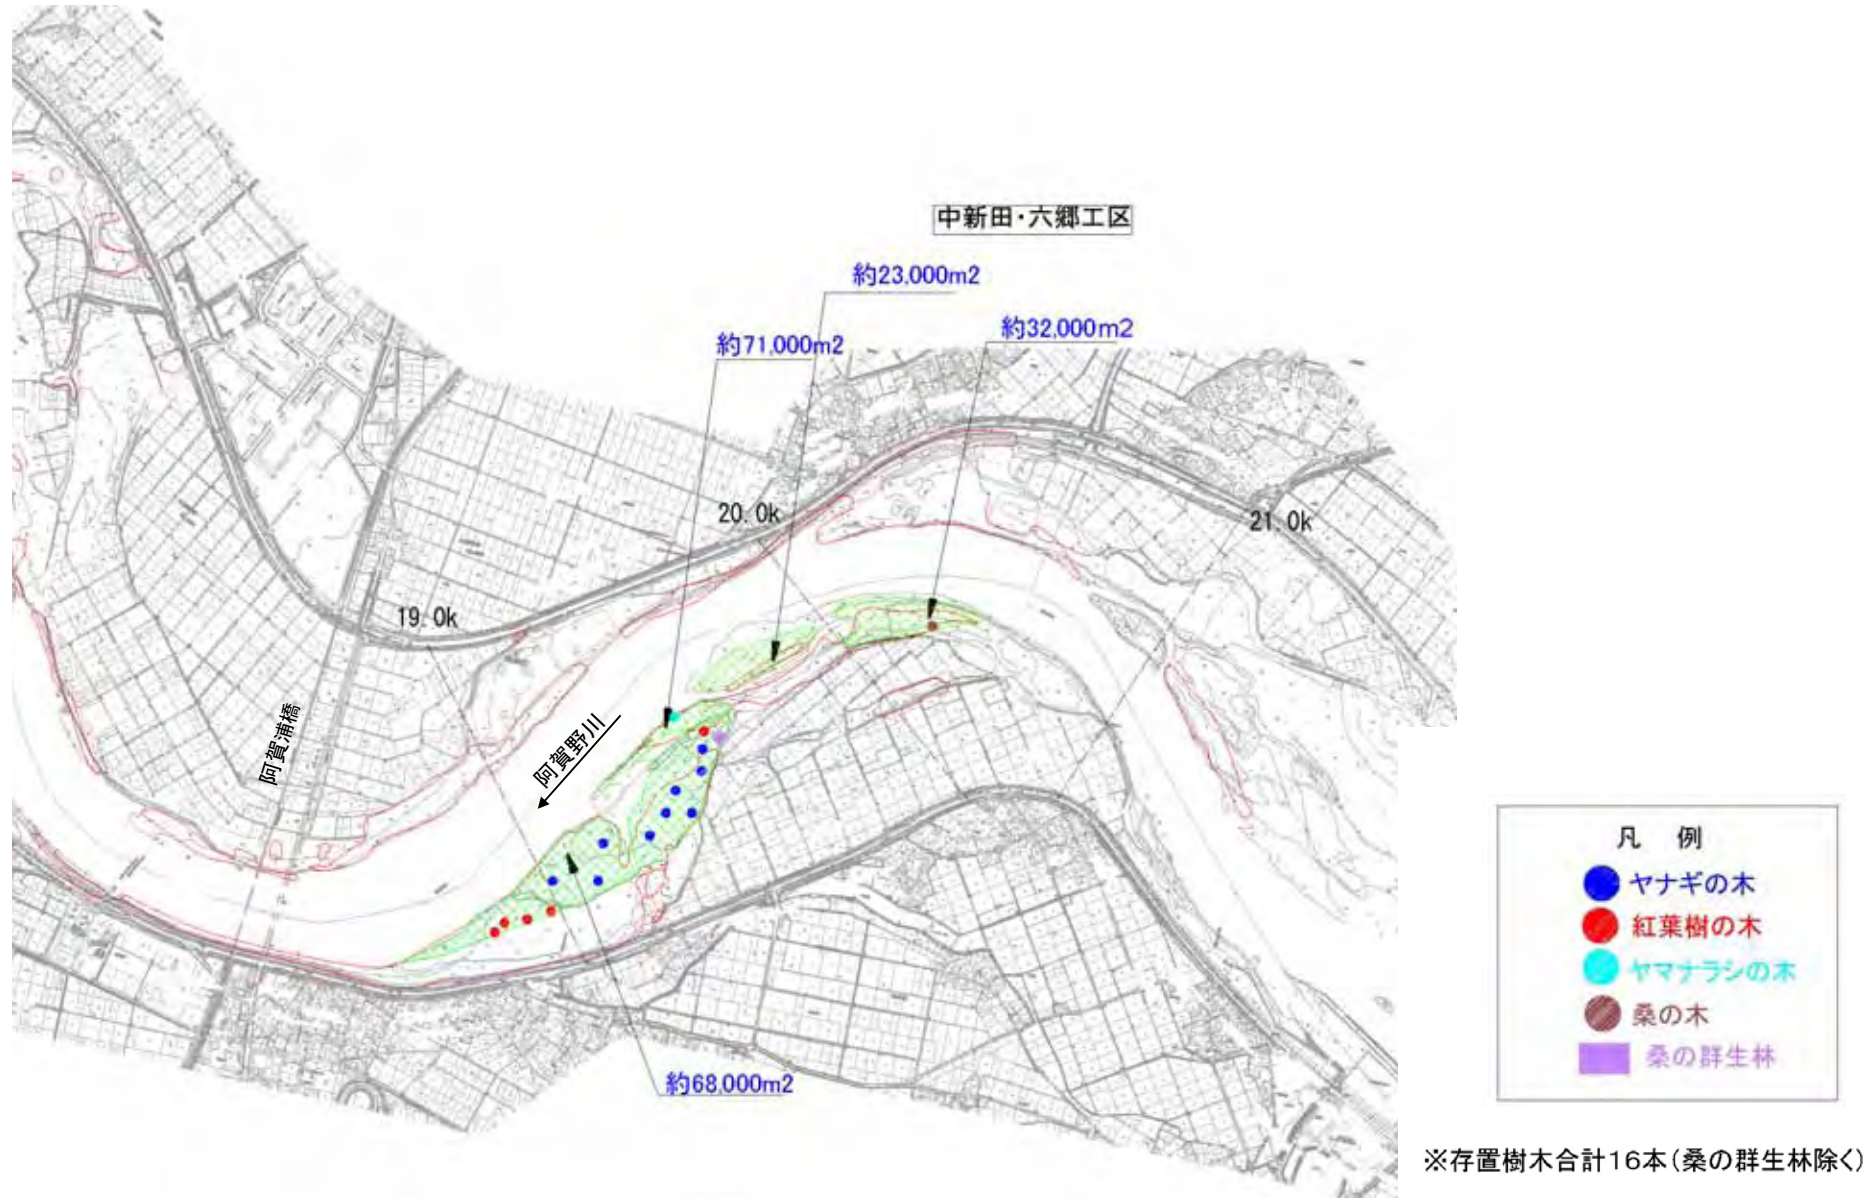 中新田・六郷工区
約23,000m2
約32,000m2
約71,000m2
20.0k
21.0k
19.0k
阿賀浦橋
阿賀野川
約68,000m2
凡 例
ヤナギの木
紅葉樹の木
ヤマナラシの木
桑の木
桑の群生林
※存置樹木合計16本(桑の群生林除く)